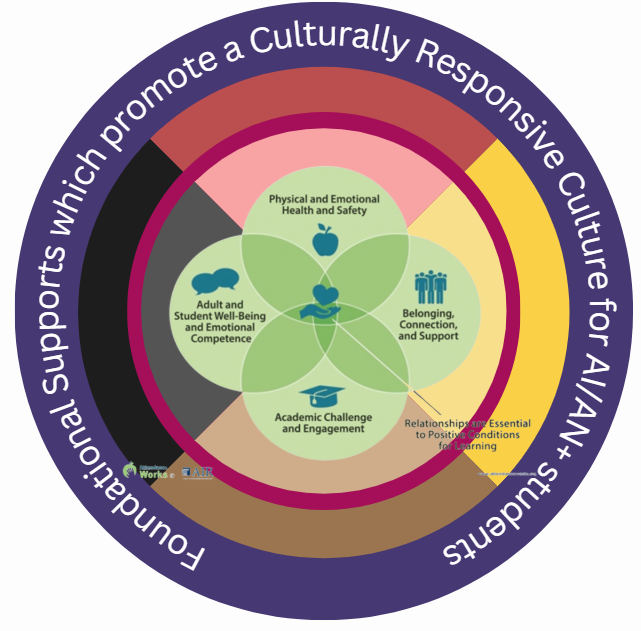 Foundational Supports which promote a Culturally Responsive Culture for AI/AN+ students
Physical and Emotional
Health and Safety
Adult and
Student Well-Being
and Emotional
Competence
Belonging,
Connection,
and Support
Academic Challenge
and Engagement
Relationships are Essential
to Positive Conditions
for Learning
Works
AIR